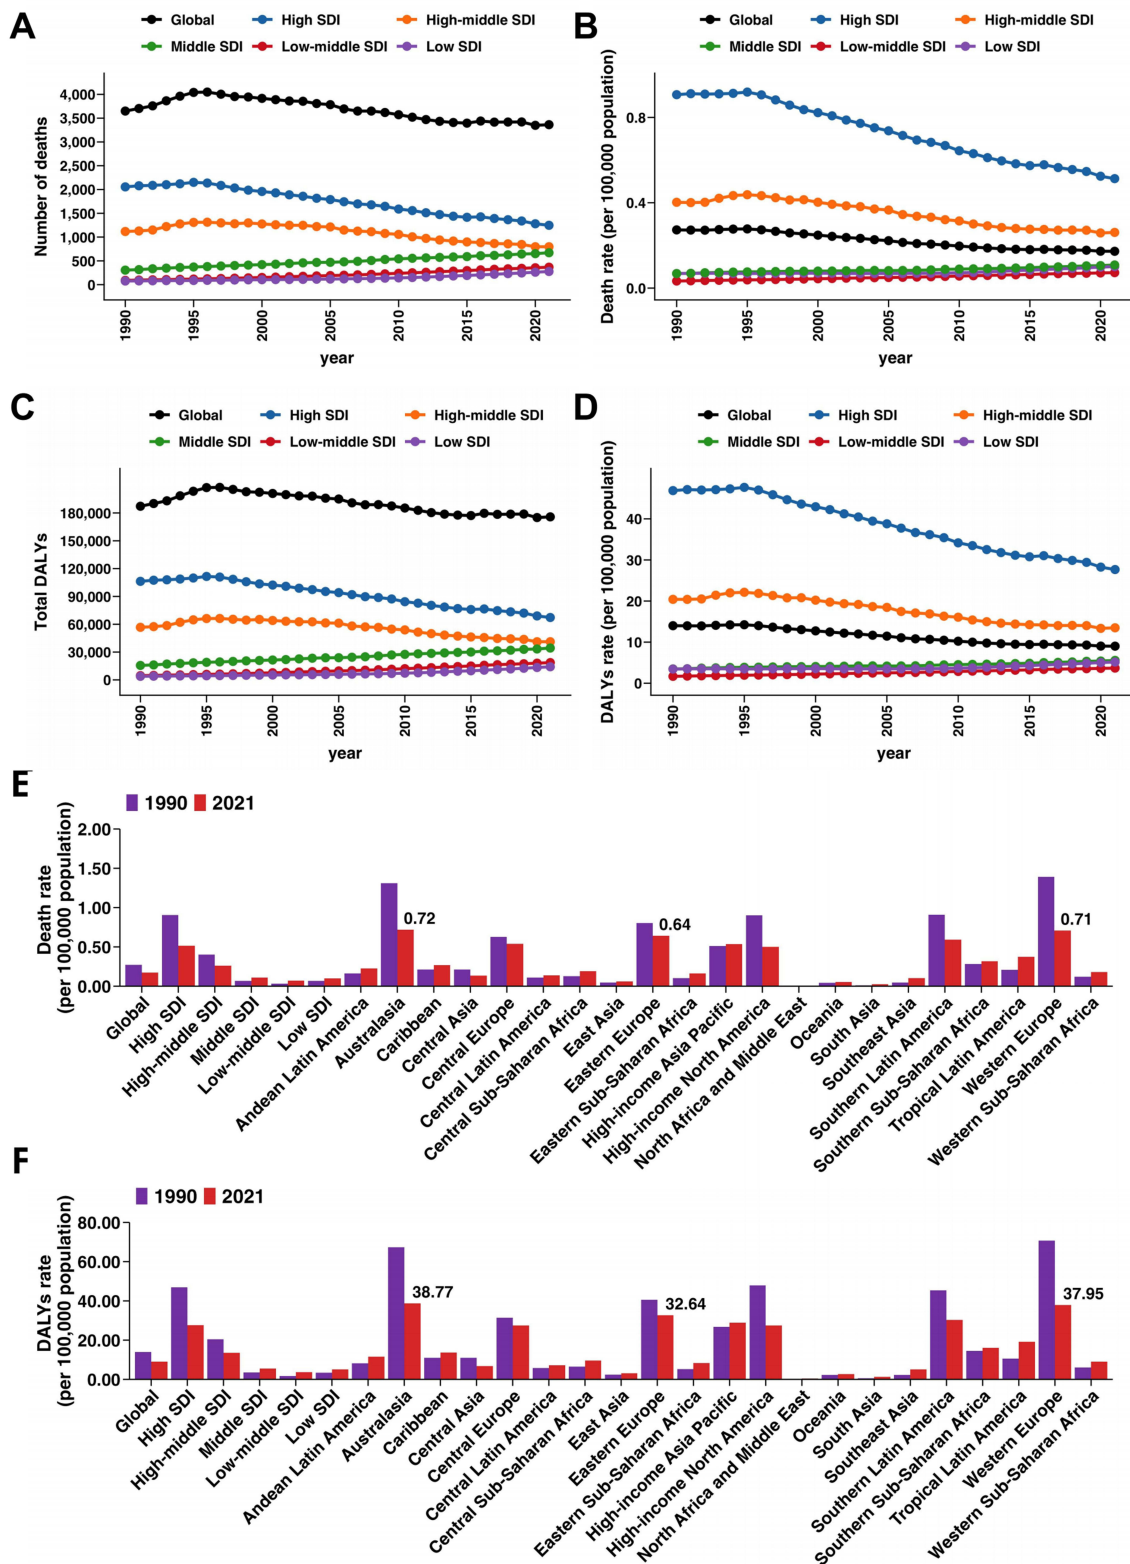 A
Global High SDI High-middle SDI
Middle SDI Low-middle SDI Low SDI
Number of deaths
4,000
3,500
3,000
2,500
2,000
1,500
1,000
500
0
1990 1995 2000 2005 2010 2015 2020
year
B
Global High SDI High-middle SDI
Middle SDI Low-middle SDI Low SDI
Death rate (per 100,000 population)
0.8
0.4
0.0
1990 1995 2000 2005 2010 2015 2020
year
C
Global High SDI High-middle SDI
Middle SDI Low-middle SDI Low SDI
Total DALYs
180,000
150,000
120,000
90,000
60,000
30,000
0
1990 1995 2000 2005 2010 2015 2020
year
D
Global High SDI High-middle SDI
Middle SDI Low-middle SDI Low SDI
DALYs rate (per 100,000 population)
40
30
20
10
0
1990 1995 2000 2005 2010 2015 2020
year
E
1990 2021
Death rate
(per 100,000 population)
2.00
1.50
1.00
0.50
0.00
0.72
0.64
0.71
Global
High SDI
High-middle SDI
Middle SDI
Low-middle SDI
Low SDI
Andean Latin America
Australasia
Caribbean
Central Asia
Central Europe
Central Latin America
Central Sub-Saharan Africa
East Asia
Eastern Europe
Eastern Sub-Saharan Africa
High-income Asia Pacific
High-income North America
North Africa and Middle East
Oceania
South Asia
Southeast Asia
Southern Latin America
Southern Sub-Saharan Africa
Tropical Latin America
Western Europe
Western Sub-Saharan Africa
F
1990 2021
DALYs rate
(per 100,000 population)
80.00
60.00
40.00
20.00
0.00
38.77
32.64
37.95
Global
High SDI
High-middle SDI
Middle SDI
Low-middle SDI
Low SDI
Andean Latin America
Australasia
Caribbean
Central Asia
Central Europe
Central Latin America
Central Sub-Saharan Africa
East Asia
Eastern Europe
Eastern Sub-Saharan Africa
High-income Asia Pacific
High-income North America
North Africa and Middle East
Oceania
South Asia
Southeast Asia
Southern Latin America
Southern Sub-Saharan Africa
Tropical Latin America
Western Europe
Western Sub-Saharan Africa